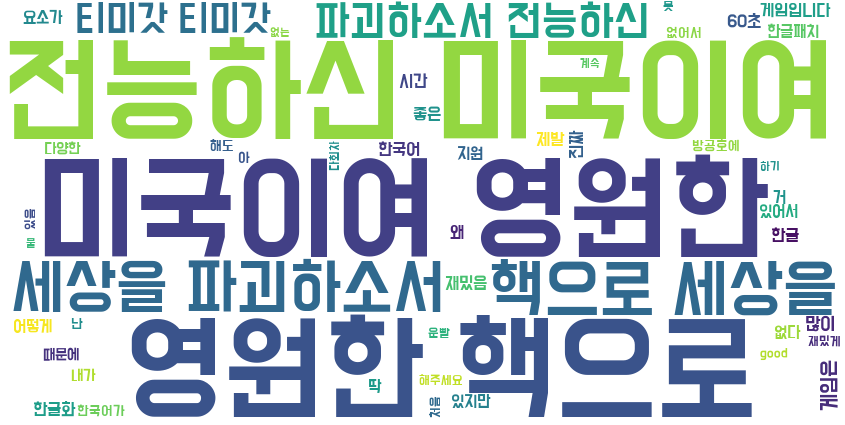 요소가 티미갓 티미갓 없는 파괴하소서 전능하신 못 60초 없어서 게임입니다 한글패치
전능하신 미국이여
시간 좋은 계속
다양한 해도 아 다회차 한국어 지원 제발 진짜 방공호에
미국이여 영원한
하기 거 있어서 한글
있음 물 왜
세상을 파괴하소서 재밌음 핵으로 세상을
어떻게 난 영원한 핵으로 많이 없다 재밌게
때문에 운빨 good
내가 딱 해주세요 게임은
한글화 한국어가 처음 있지만